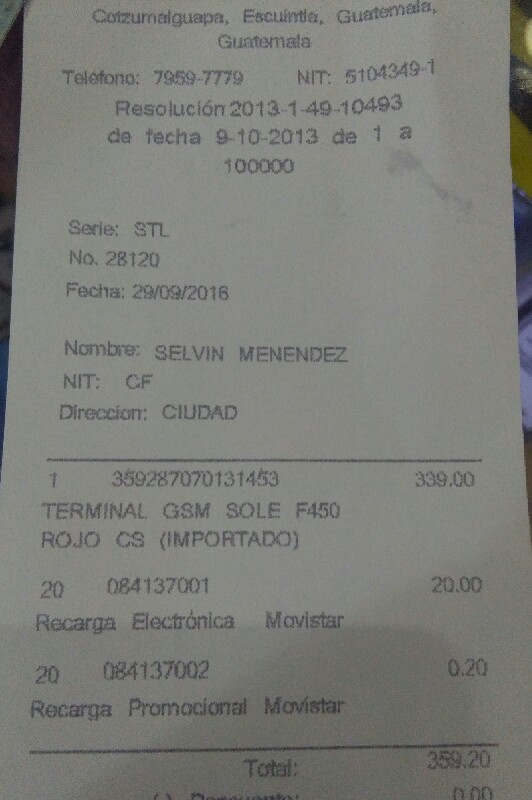 Cotzumalguapa, Escuintla, Guatemala,
Guatemala
Teléfono: 7959-7779 NIT: 5104349-1
Resolución 2013-1-49-10493
de fecha 9-10-2013 de 1 a
100000
Serie: STL
No. 28120
Fecha: 29/09/2016
Nombre: SELVIN MENENDEZ
NIT: CF
Direccion: CIUDAD
1 359287070131453 339.00
TERMINAL GSM SOLE F450
ROJO CS (IMPORTADO)
20 084137001 20.00
Recarga Electrónica Movistar
20 084137002 0.20
Recarga Promocional Movistar
Total: 359.20
(-) Descuento: 0.00